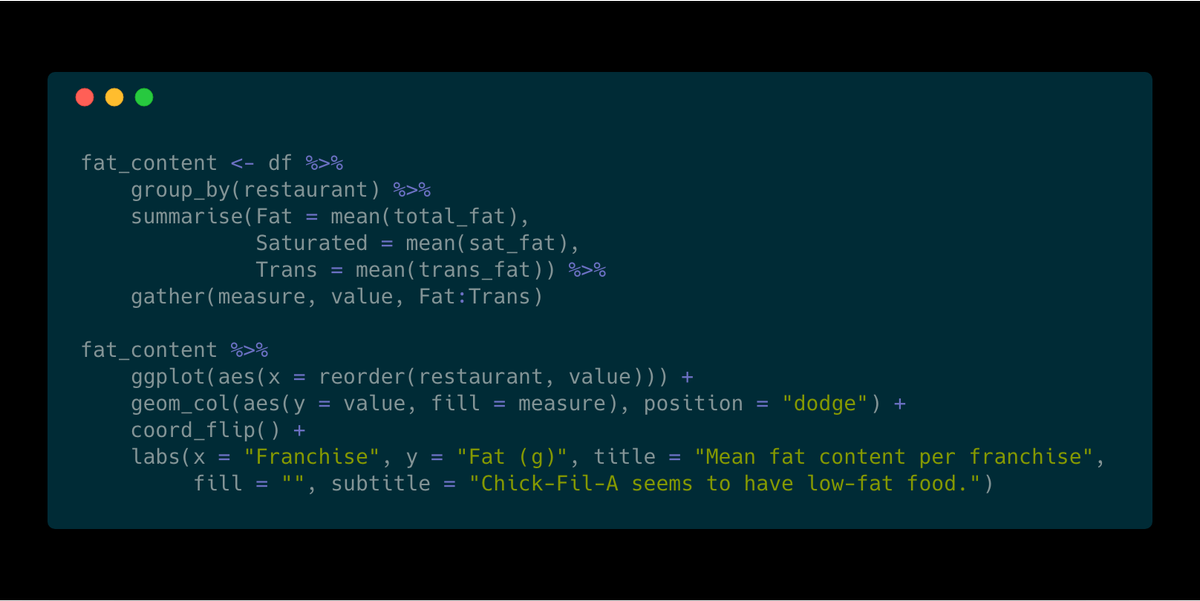 fat_content <- df %>%
    group_by(restaurant) %>%
    summarise(Fat = mean(total_fat),
              Saturated = mean(sat_fat),
              Trans = mean(trans_fat)) %>%
    gather(measure, value, Fat:Trans)

fat_content %>%
    ggplot(aes(x = reorder(restaurant, value))) +
    geom_col(aes(y = value, fill = measure), position = "dodge") +
    coord_flip() +
    labs(x = "Franchise", y = "Fat (g)", title = "Mean fat content per franchise",
         fill = "", subtitle = "Chick-Fil-A seems to have low-fat food.")